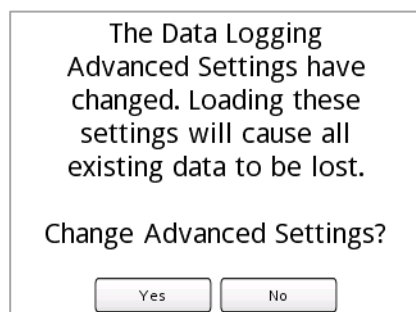 The Data Logging
Advanced Settings have
changed. Loading these
settings will cause all
existing data to be lost.
Change Advanced Settings?
Yes No